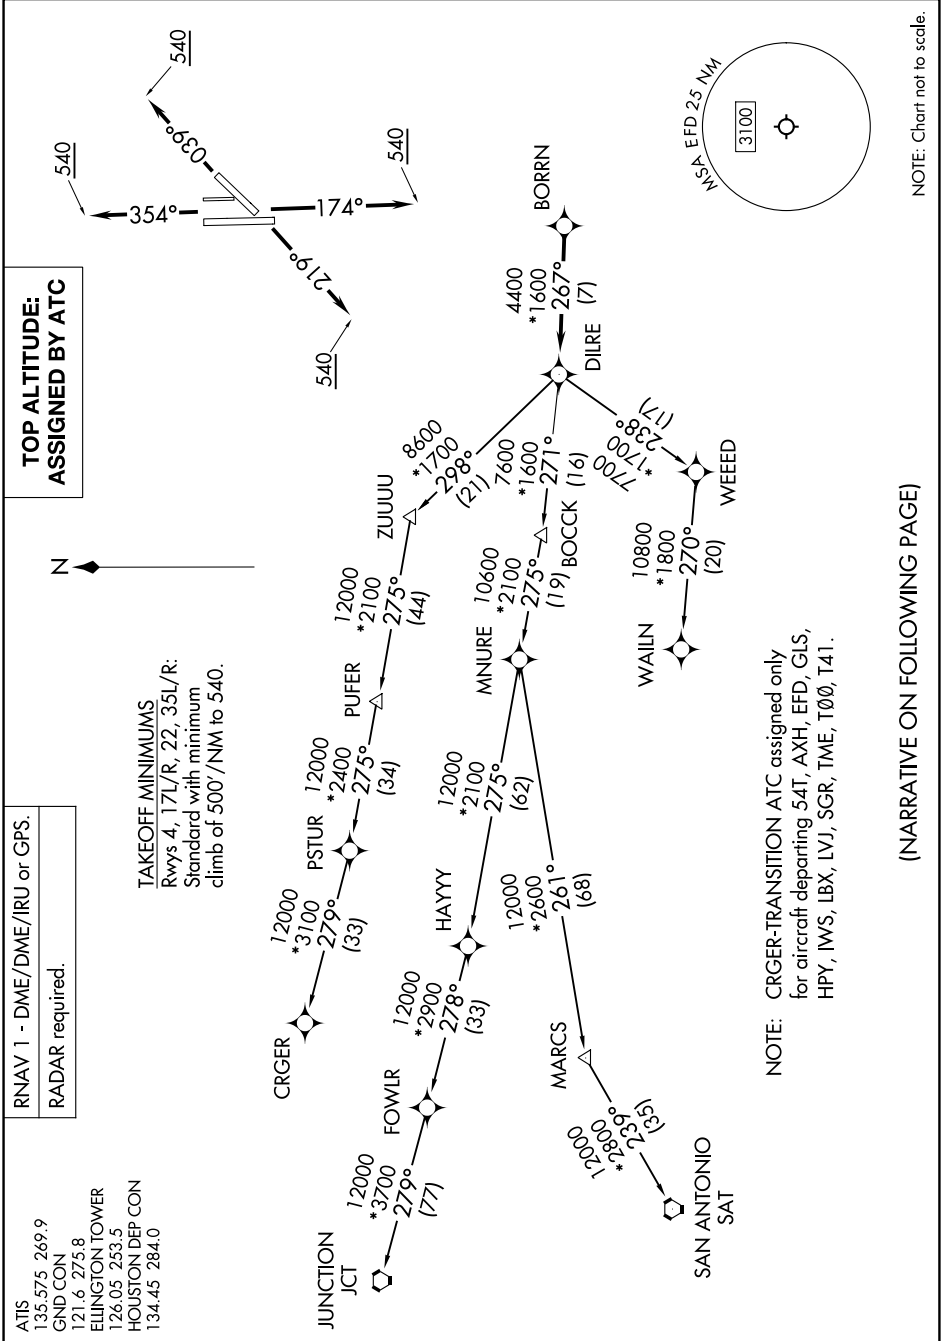 ATIS
135.575 269.9
GND CON
121.6 275.8
ELLINGTON TOWER
126.05 253.5
HOUSTON DEP CON
134.45 284.0
RNAV 1 - DME/DME/IRU or GPS.
RADAR required.
TOP ALTITUDE:
ASSIGNED BY ATC
TAKEOFF MINIMUMS
Rwys 4, 17L/R, 22, 35L/R:
Standard with minimum
climb of 500'/NM to 540.
N
540
354°
540
039°
540
174°
540
219°
BORRN
4400
*1600
267°
(7)
DILRE
8600
*1700
298°
(21)
ZUUUU
12000
*2100
275°
(44)
PUFER
12000
*2400
275°
(34)
PSTUR
12000
*3100
279°
(33)
CRGER
7600
*1600
271°
(16)
BOCCK
10600
*2100
275°
(19)
MNURE
12000
*2100
275°
(62)
HAYYY
12000
*2900
278°
(33)
FOWLR
12000
*3700
279°
(77)
JUNCTION
JCT
12000
*2600
261°
(68)
MARCS
12000
*2800
239°
(35)
SAN ANTONIO
SAT
7700
*1700
238°
(17)
WEEED
10800
*1800
270°
(20)
WAILN
MSA EFD 25 NM
3100
NOTE: CRGER-TRANSITION ATC assigned only
for aircraft departing 54T, AXH, EFD, GLS,
HPY, IWS, LBX, LVJ, SGR, TME, TØØ, T41.
(NARRATIVE ON FOLLOWING PAGE)
NOTE: Chart not to scale.